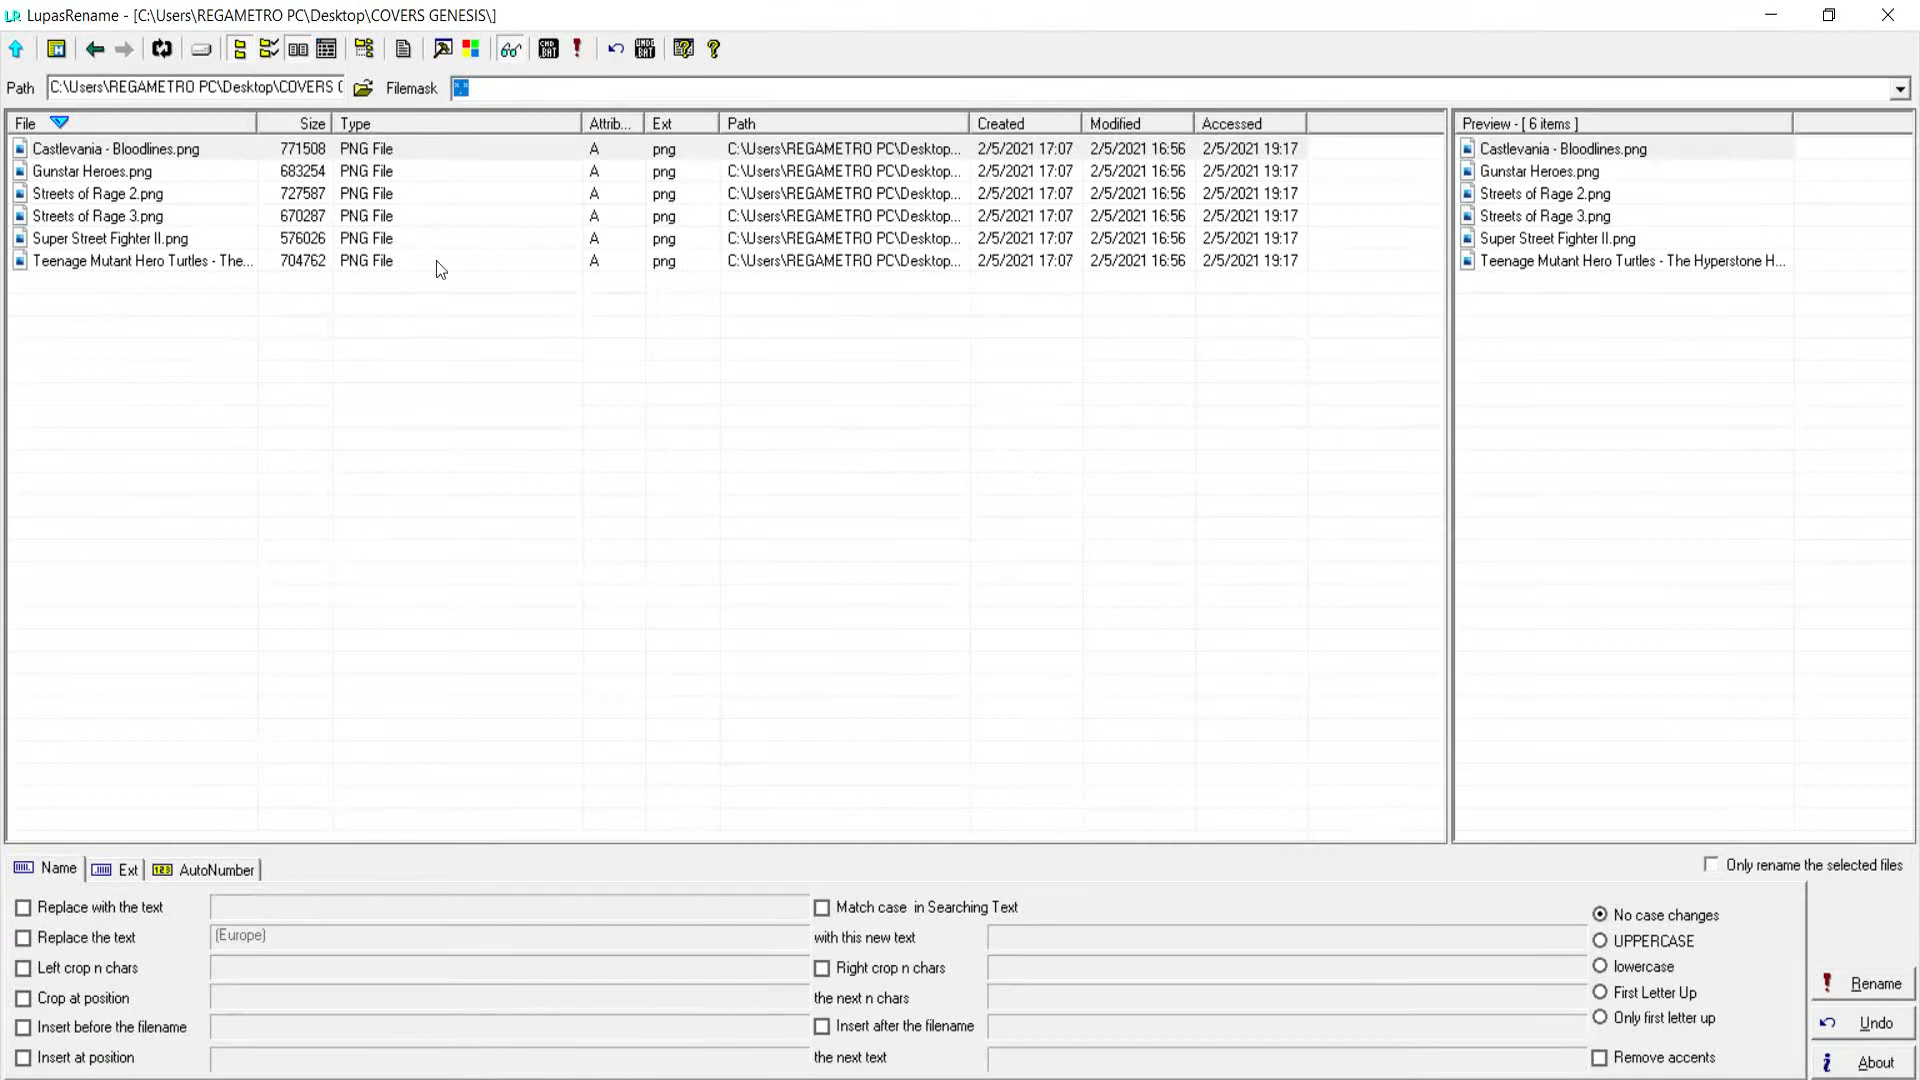 LupasRename - [C:\Users\REGAMETRO PC\Desktop\COVERS GENESIS\]
Path C:\Users\REGAMETRO PC\Desktop\COVERS Filemask *.*
File Size Type Attrib... Ext Path Created Modified Accessed
Castlevania - Bloodlines.png 771508 PNG File A png C:\Users\REGAMETRO PC\Desktop... 2/5/2021 17:07 2/5/2021 16:56 2/5/2021 19:17
Gunstar Heroes.png 683254 PNG File A png C:\Users\REGAMETRO PC\Desktop... 2/5/2021 17:07 2/5/2021 16:56 2/5/2021 19:17
Streets of Rage 2.png 727587 PNG File A png C:\Users\REGAMETRO PC\Desktop... 2/5/2021 17:07 2/5/2021 16:56 2/5/2021 19:17
Streets of Rage 3.png 670287 PNG File A png C:\Users\REGAMETRO PC\Desktop... 2/5/2021 17:07 2/5/2021 16:56 2/5/2021 19:17
Super Street Fighter II.png 576026 PNG File A png C:\Users\REGAMETRO PC\Desktop... 2/5/2021 17:07 2/5/2021 16:56 2/5/2021 19:17
Teenage Mutant Hero Turtles - The... 704762 PNG File A png C:\Users\REGAMETRO PC\Desktop... 2/5/2021 17:07 2/5/2021 16:56 2/5/2021 19:17
Preview - [ 6 items ]
Castlevania - Bloodlines.png
Gunstar Heroes.png
Streets of Rage 2.png
Streets of Rage 3.png
Super Street Fighter II.png
Teenage Mutant Hero Turtles - The Hyperstone H...
Name Ext AutoNumber
Only rename the selected files
Replace with the text Match case in Searching Text
Replace the text (Europe) with this new text
Left crop n chars Right crop n chars
Crop at position the next n chars
Insert before the filename Insert after the filename
Insert at position the next text
No case changes
UPPERCASE
lowercase
First Letter Up
Only first letter up
Remove accents
Rename
Undo
About